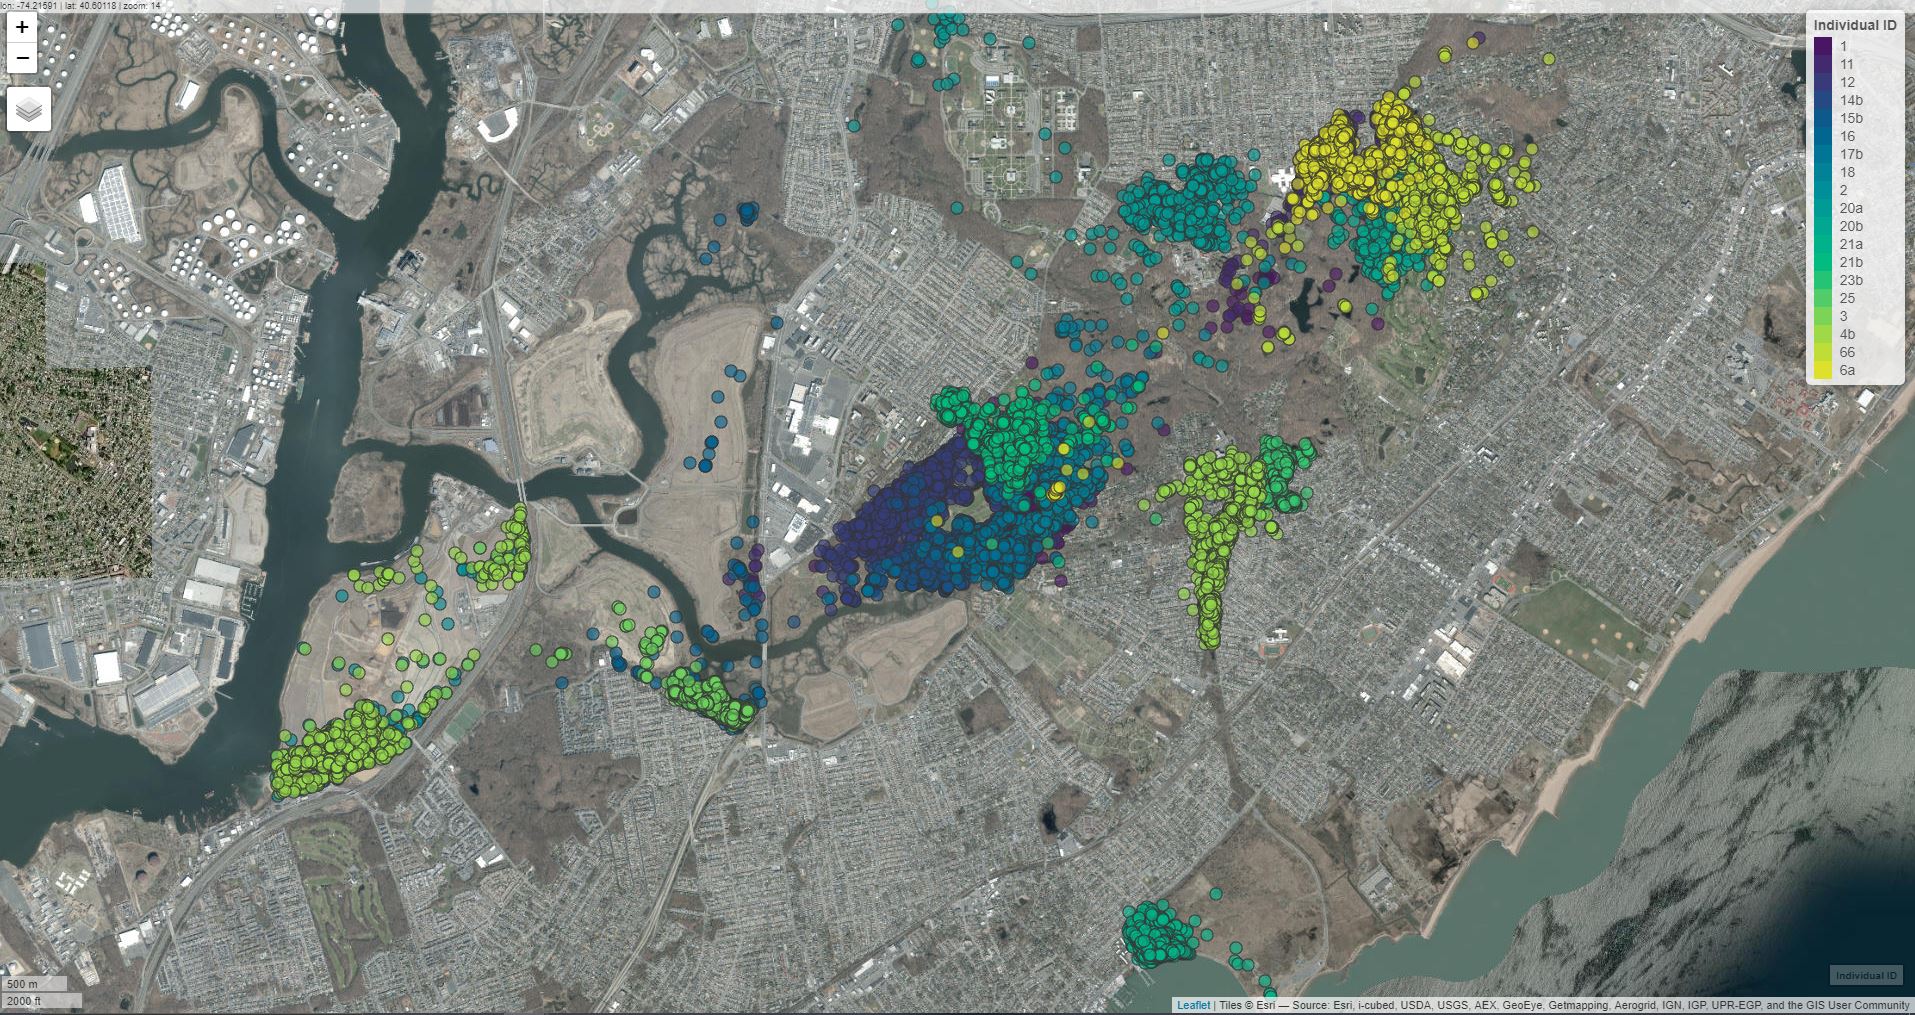 lon: -74.21591 | lat: 40.60118 | zoom: 14
+
−
Individual ID
1
11
12
14b
15b
16
17b
18
2
20a
20b
21a
21b
23b
25
3
4b
66
6a
Individual ID
500 m
2000 ft
Leaflet | Tiles © Esri — Source: Esri, i-cubed, USDA, USGS, AEX, GeoEye, Getmapping, Aerogrid, IGN, IGP, UPR-EGP, and the GIS User Community